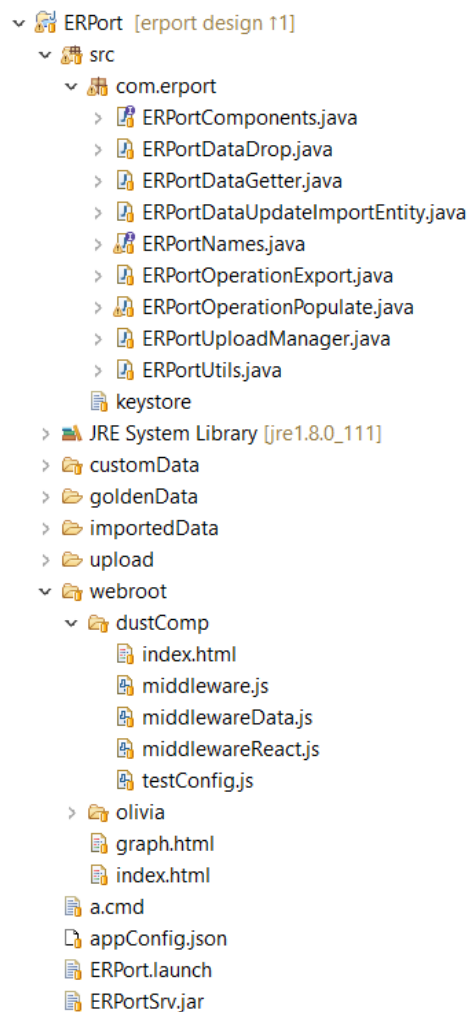 ERPort [erport design ↑1]
src
com.erport
ERPortComponents.java
ERPortDataDrop.java
ERPortDataGetter.java
ERPortDataUpdateImportEntity.java
ERPortNames.java
ERPortOperationExport.java
ERPortOperationPopulate.java
ERPortUploadManager.java
ERPortUtils.java
keystore
JRE System Library [jre1.8.0_111]
customData
goldenData
importedData
upload
webroot
dustComp
index.html
middleware.js
middlewareData.js
middlewareReact.js
testConfig.js
olivia
graph.html
index.html
a.cmd
appConfig.json
ERPort.launch
ERPortSrv.jar